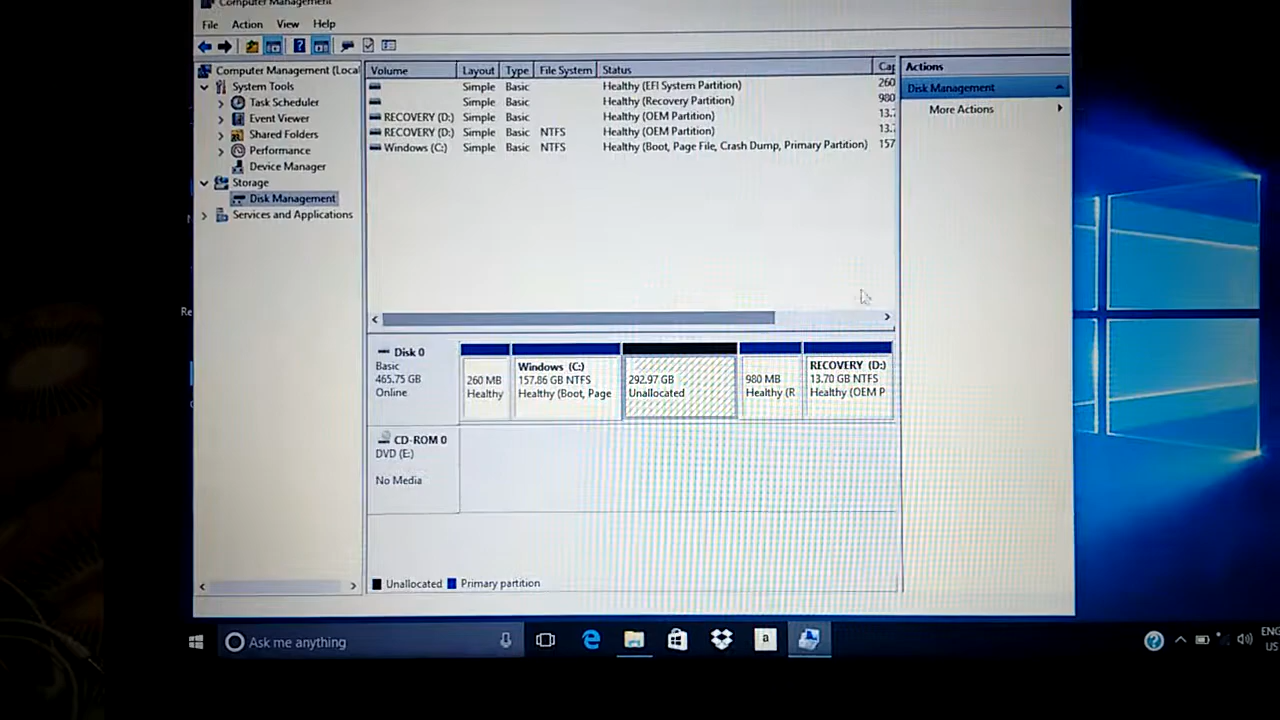 Computer Management
File Action View Help
Computer Management (Local
System Tools
Task Scheduler
Event Viewer
Shared Folders
Performance
Device Manager
Storage
Disk Management
Services and Applications
Volume Layout Type File System Status Cap
Simple Basic Healthy (EFI System Partition) 260
Simple Basic Healthy (Recovery Partition) 980
RECOVERY (D:) Simple Basic Healthy (OEM Partition) 13.
RECOVERY (D:) Simple Basic NTFS Healthy (OEM Partition) 13.
Windows (C:) Simple Basic NTFS Healthy (Boot, Page File, Crash Dump, Primary Partition) 157
Actions
Disk Management
More Actions
Re
Disk 0
Basic
465.75 GB
Online
260 MB
Healthy
Windows (C:)
157.86 GB NTFS
Healthy (Boot, Page
292.97 GB
Unallocated
980 MB
Healthy (R
RECOVERY (D:)
13.70 GB NTFS
Healthy (OEM P
CD-ROM 0
DVD (E:)
No Media
Unallocated Primary partition
Ask me anything
a
ENG
US